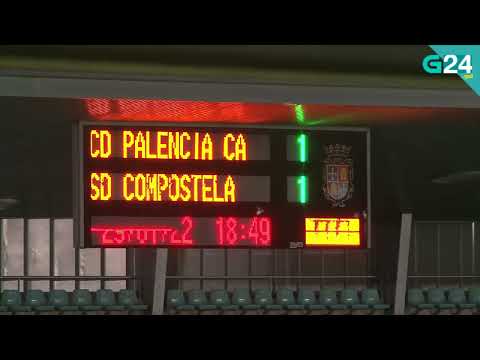 G24
CD PALENCIA CA 1
SD COMPOSTELA 1
18:49